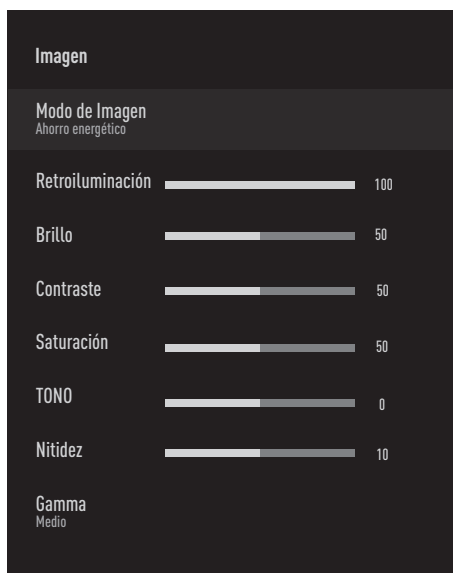 Imagen
Modo de Imagen
Ahorro energético
Retroiluminación 100
Brillo 50
Contraste 50
Saturación 50
TONO 0
Nitidez 10
Gamma
Medio